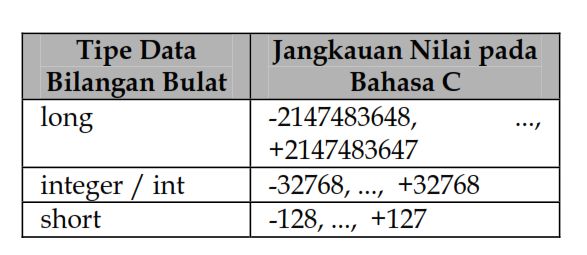 Tipe Data
Bilangan Bulat
Jangkauan Nilai pada
Bahasa C
long
-2147483648, ...,
+2147483647
integer / int
-32768, ..., +32768
short
-128, ..., +127